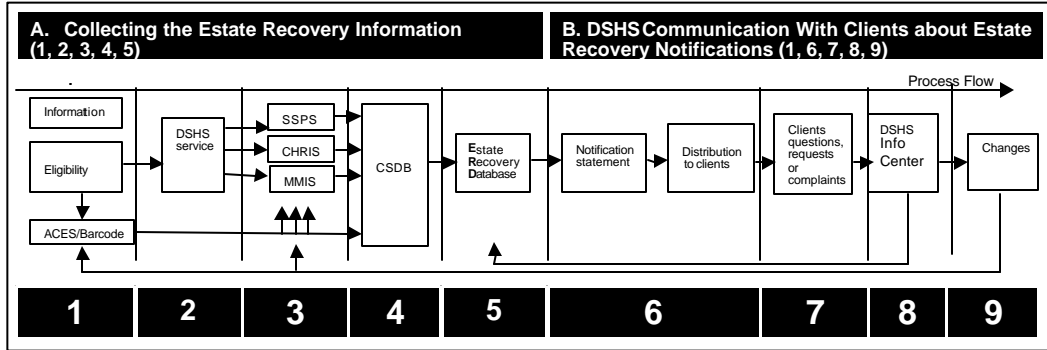 A. Collecting the Estate Recovery Information
(1, 2, 3, 4, 5)
B. DSHS Communication With Clients about Estate
Recovery Notifications (1, 6, 7, 8, 9)
Process Flow
Information
Eligibility
ACES/Barcode
DSHS
service
SSPS
CHRIS
MMIS
CSDB
Estate
Recovery
Database
Notification
statement
Distribution
to clients
Clients
questions,
requests
or
complaints
DSHS
Info
Center
Changes
1
2
3
4
5
6
7
8
9